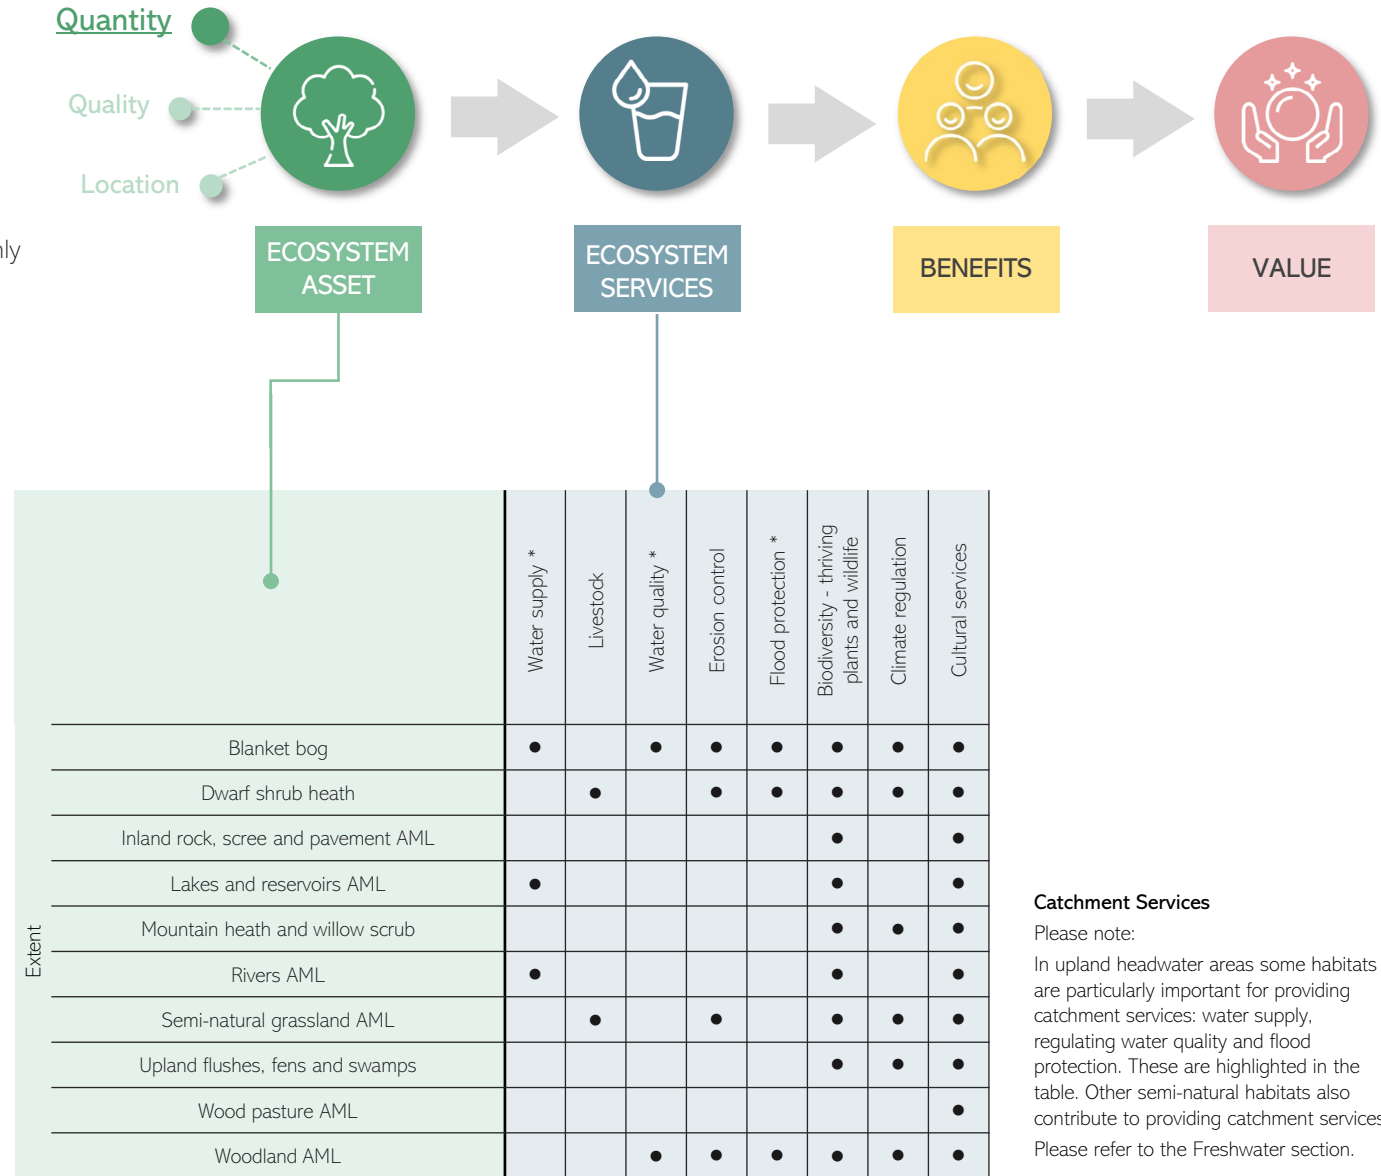 Quantity
Quality
Location
ECOSYSTEM
ASSET
ECOSYSTEM
SERVICES
BENEFITS
VALUE
Water supply *
Livestock
Water quality *
Erosion control
Flood protection *
Biodiversity - thriving
plants and wildlife
Climate regulation
Cultural services
Extent
Blanket bog
Dwarf shrub heath
Inland rock, scree and pavement AML
Lakes and reservoirs AML
Mountain heath and willow scrub
Rivers AML
Semi-natural grassland AML
Upland flushes, fens and swamps
Wood pasture AML
Woodland AML
Catchment Services
Please note:
In upland headwater areas some habitats
are particularly important for providing
catchment services: water supply,
regulating water quality and flood
protection. These are highlighted in the
table. Other semi-natural habitats also
contribute to providing catchment services
Please refer to the Freshwater section.